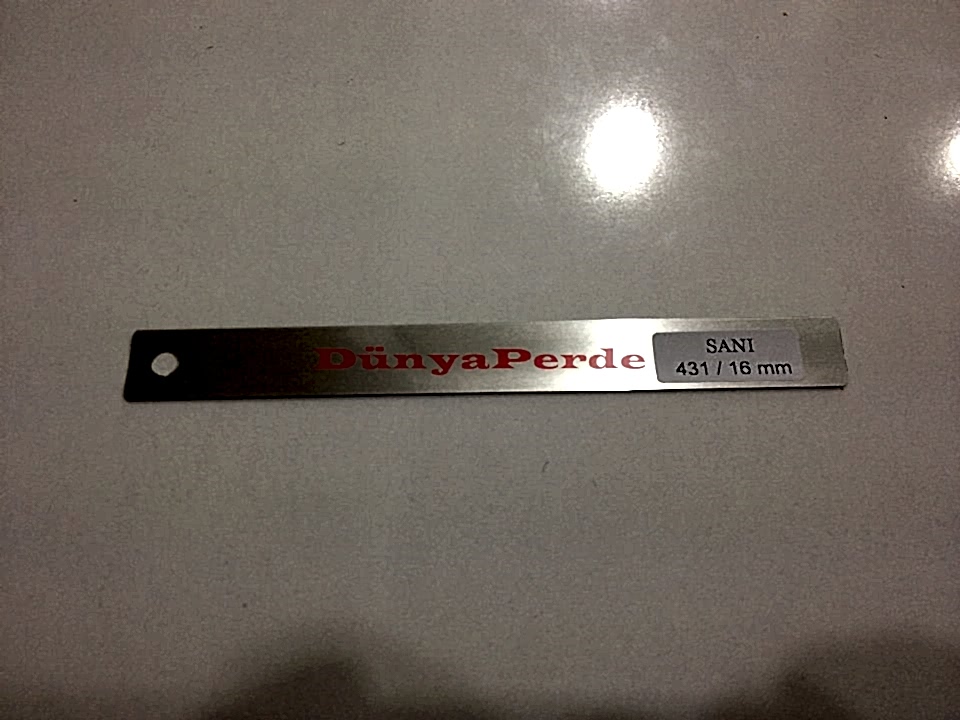 DünyaPerde
SANI
431 / 16 mm